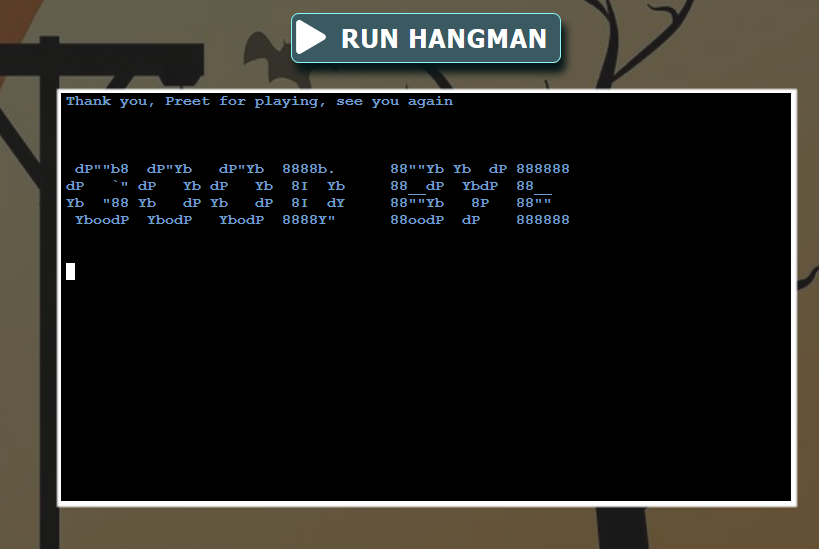 RUN HANGMAN
Thank you, Preet for playing, see you again
 dP""b8  dP"Yb   dP"Yb  8888b.      88""Yb Yb  dP 888888
dP   `" dP   Yb dP   Yb  8I  Yb     88__dP  YbdP  88__
Yb  "88 Yb   dP Yb   dP  8I  dY     88""Yb   8P   88""
 YboodP  YbodP   YbodP  8888Y"      88oodP  dP    888888